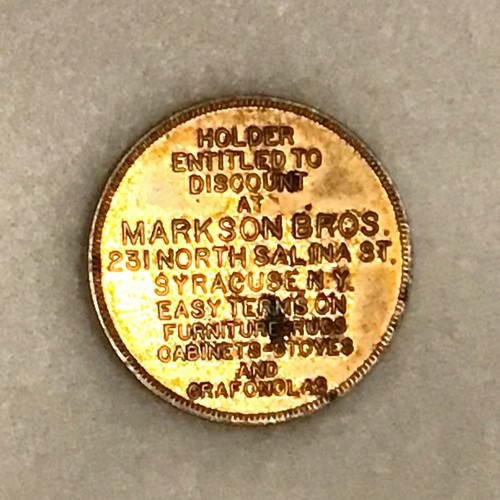 HOLDER
ENTITLED TO
DISCOUNT
AT
MARKSON BROS.
231 NORTH SALINA ST.
SYRACUSE N.Y.
EASY TERMS ON
FURNITURE-RUGS
CABINETS-STOVES
AND
GRAFONOLAS